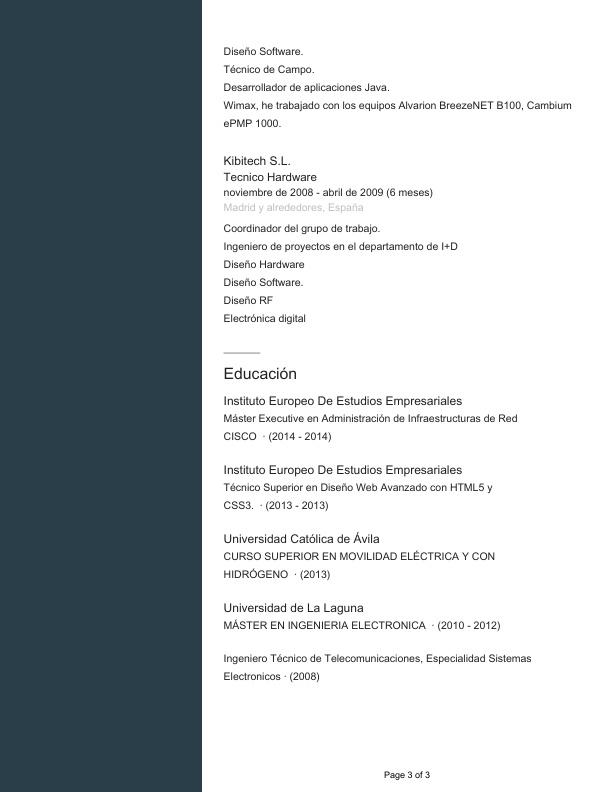 Diseño Software.
Técnico de Campo.
Desarrollador de aplicaciones Java.
Wimax, he trabajado con los equipos Alvarion BreezeNET B100, Cambium
ePMP 1000.
Kibitech S.L.
Tecnico Hardware
noviembre de 2008 - abril de 2009 (6 meses)
Madrid y alrededores, España
Coordinador del grupo de trabajo.
Ingeniero de proyectos en el departamento de I+D
Diseño Hardware
Diseño Software.
Diseño RF
Electrónica digital
Educación
Instituto Europeo De Estudios Empresariales
Máster Executive en Administración de Infraestructuras de Red
CISCO · (2014 - 2014)
Instituto Europeo De Estudios Empresariales
Técnico Superior en Diseño Web Avanzado con HTML5 y
CSS3. · (2013 - 2013)
Universidad Católica de Ávila
CURSO SUPERIOR EN MOVILIDAD ELÉCTRICA Y CON
HIDRÓGENO · (2013)
Universidad de La Laguna
MÁSTER EN INGENIERIA ELECTRONICA · (2010 - 2012)
Ingeniero Técnico de Telecomunicaciones, Especialidad Sistemas
Electronicos · (2008)
Page 3 of 3